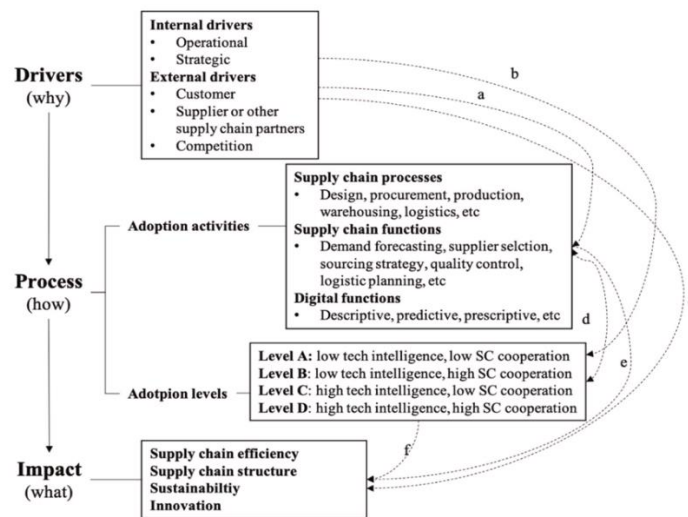 Internal drivers
• Operational
• Strategic
External drivers
• Customer
• Supplier or other
supply chain partners
• Competition
Drivers
(why)
b
a
Supply chain processes
• Design, procurement, production,
warehousing, logistics, etc
Supply chain functions
• Demand forecasting, supplier selction,
sourcing strategy, quality control,
logistic planning, etc
Digital functions
• Descriptive, predictive, prescriptive, etc
Adoption activities
Process
(how)
d
e
Level A: low tech intelligence, low SC cooperation
Level B: low tech intelligence, high SC cooperation
Level C: high tech intelligence, low SC cooperation
Level D: high tech intelligence, high SC cooperation
Adotpion levels
f
Impact
(what)
Supply chain efficiency
Supply chain structure
Sustainabiltiy
Innovation